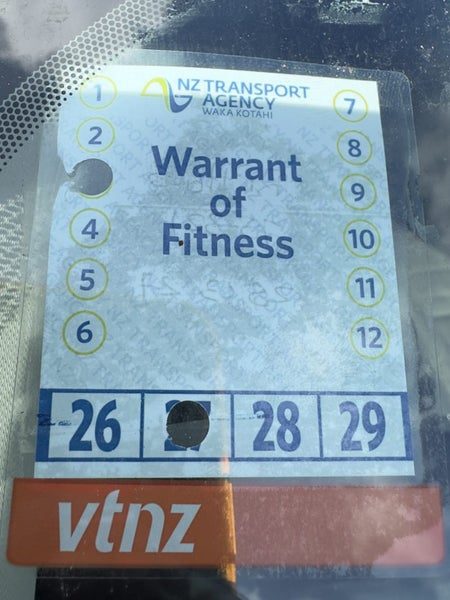 NZ TRANSPORT
AGENCY
WAKA KOTAHI
Warrant
of
Fitness
1
2
4
5
6
7
8
9
10
11
12
26 28 29
vtnz